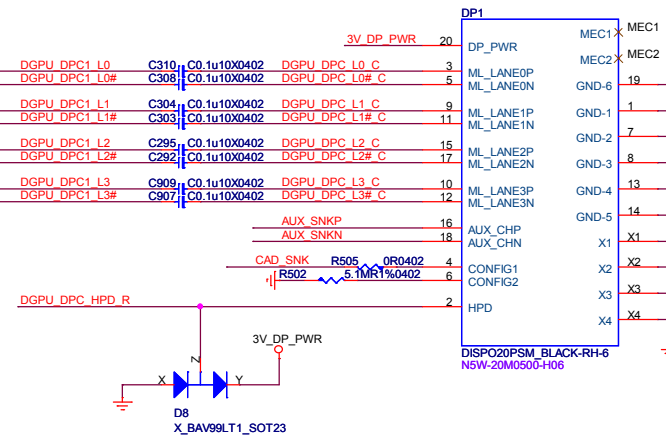 DP1
3V_DP_PWR 20 DP_PWR MEC1 MEC1
MEC2 MEC2
DGPU_DPC1_L0 C310 C0.1u10X0402 DGPU_DPC_L0_C 3 ML_LANE0P GND-6 19
DGPU_DPC1_L0# C308 C0.1u10X0402 DGPU_DPC_L0#_C 5 ML_LANE0N
DGPU_DPC1_L1 C304 C0.1u10X0402 DGPU_DPC_L1_C 9 ML_LANE1P GND-1 1
DGPU_DPC1_L1# C303 C0.1u10X0402 DGPU_DPC_L1#_C 11 ML_LANE1N
GND-2 7
DGPU_DPC1_L2 C295 C0.1u10X0402 DGPU_DPC_L2_C 15 ML_LANE2P
DGPU_DPC1_L2# C292 C0.1u10X0402 DGPU_DPC_L2#_C 17 ML_LANE2N GND-3 8
DGPU_DPC1_L3 C909 C0.1u10X0402 DGPU_DPC_L3_C 10 ML_LANE3P GND-4 13
DGPU_DPC1_L3# C907 C0.1u10X0402 DGPU_DPC_L3#_C 12 ML_LANE3N
GND-5 14
AUX_SNKP 16 AUX_CHP
AUX_SNKN 18 AUX_CHN X1 X1
CAD_SNK R505 0R0402 4 CONFIG1 X2 X2
R502 5.1MR1%0402 6 CONFIG2
X3 X3
DGPU_DPC_HPD_R 2 HPD
X4 X4
3V_DP_PWR
DISPO20PSM_BLACK-RH-6
N5W-20M0500-H06
Z
X Y
D8
X_BAV99LT1_SOT23